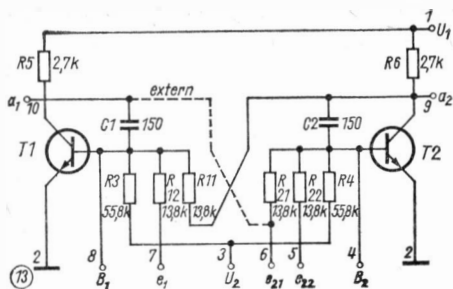 1
U1
R5
2,7k
R6
2,7k
a1
10
extern
9
a2
C1
150
C2
150
T1
T2
R3
55,8k
R
12
13,8k
R11
13,8k
R
21
13,8k
R
22
13,8k
R4
55,8k
2
8
7
3
6
5
4
2
13
B1
e1
U2
e21
e22
B2